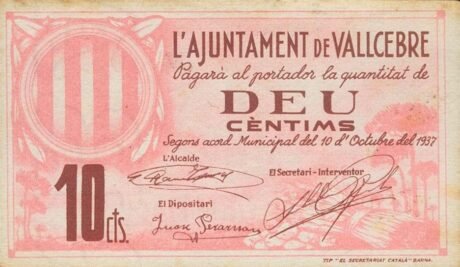 L'AJUNTAMENT DE VALLCEBRE
Pagarà al portador la quantitat de
DEU
CÈNTIMS
Segons acord Municipal del 10 d'Octubre del 1937
L'Alcalde
El Secretari - Interventor
El Dipositari
10 cts.
TIP. "EL SECRETARIAT CATALÀ" BARNA.